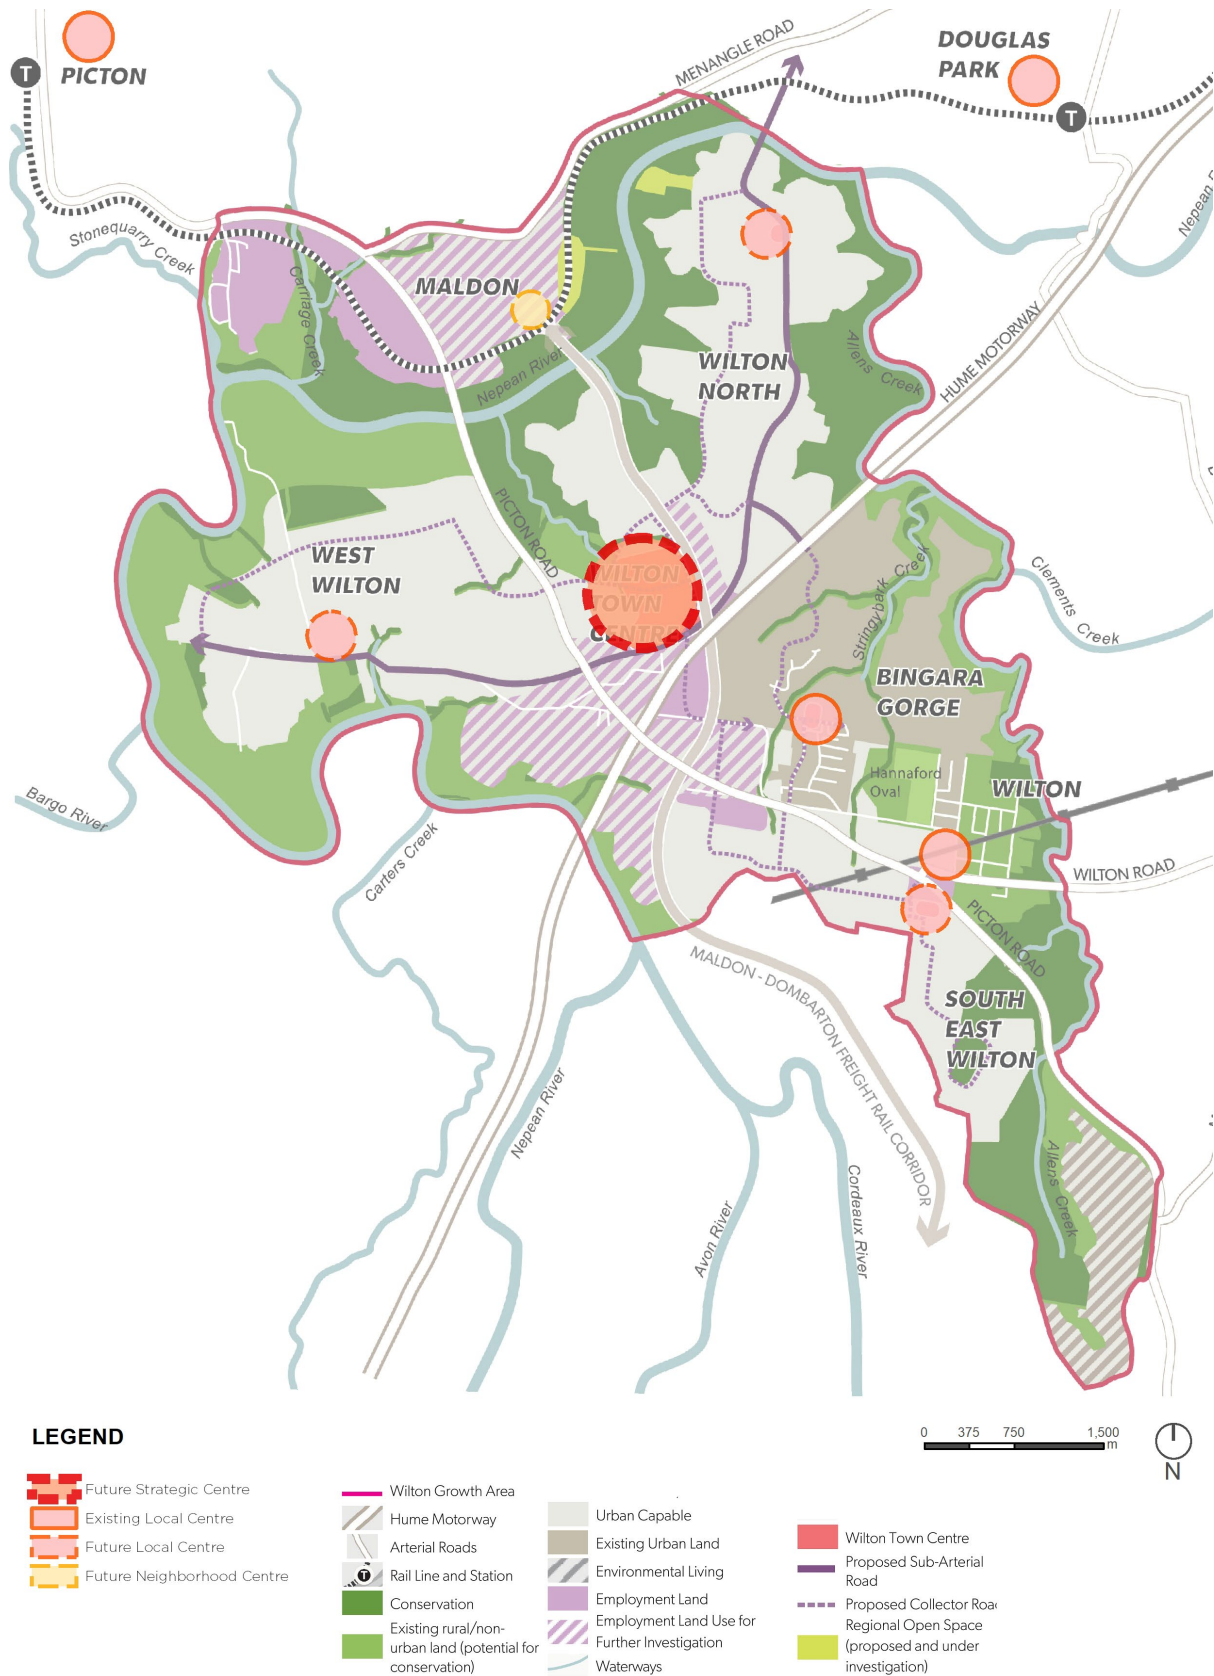 PICTON
T
DOUGLAS
PARK
T
MENANGLE ROAD
Stonequarry Creek
Carriage Creek
MALDON
Nepean River
WILTON
NORTH
Allens Creek
HUME MOTORWAY
PICTON ROAD
WEST
WILTON
WILTON
TOWN
CENTRE
Stringybark Creek
Clements Creek
BINGARA
GORGE
Hannaford
Oval
WILTON
Bargo River
Carters Creek
WILTON ROAD
PICTON ROAD
MALDON - DOMBARTON FREIGHT RAIL CORRIDOR
SOUTH
EAST
WILTON
Nepean River
Avon River
Cordeaux River
Allens Creek
LEGEND
0 375 750 1,500
m
N
Future Strategic Centre
Existing Local Centre
Future Local Centre
Future Neighborhood Centre
Wilton Growth Area
Hume Motorway
Arterial Roads
T
Rail Line and Station
Conservation
Existing rural/non-
urban land (potential for
conservation)
Urban Capable
Existing Urban Land
Environmental Living
Employment Land
Employment Land Use for
Further Investigation
Waterways
Wilton Town Centre
Proposed Sub-Arterial
Road
Proposed Collector Roa
Regional Open Space
(proposed and under
investigation)